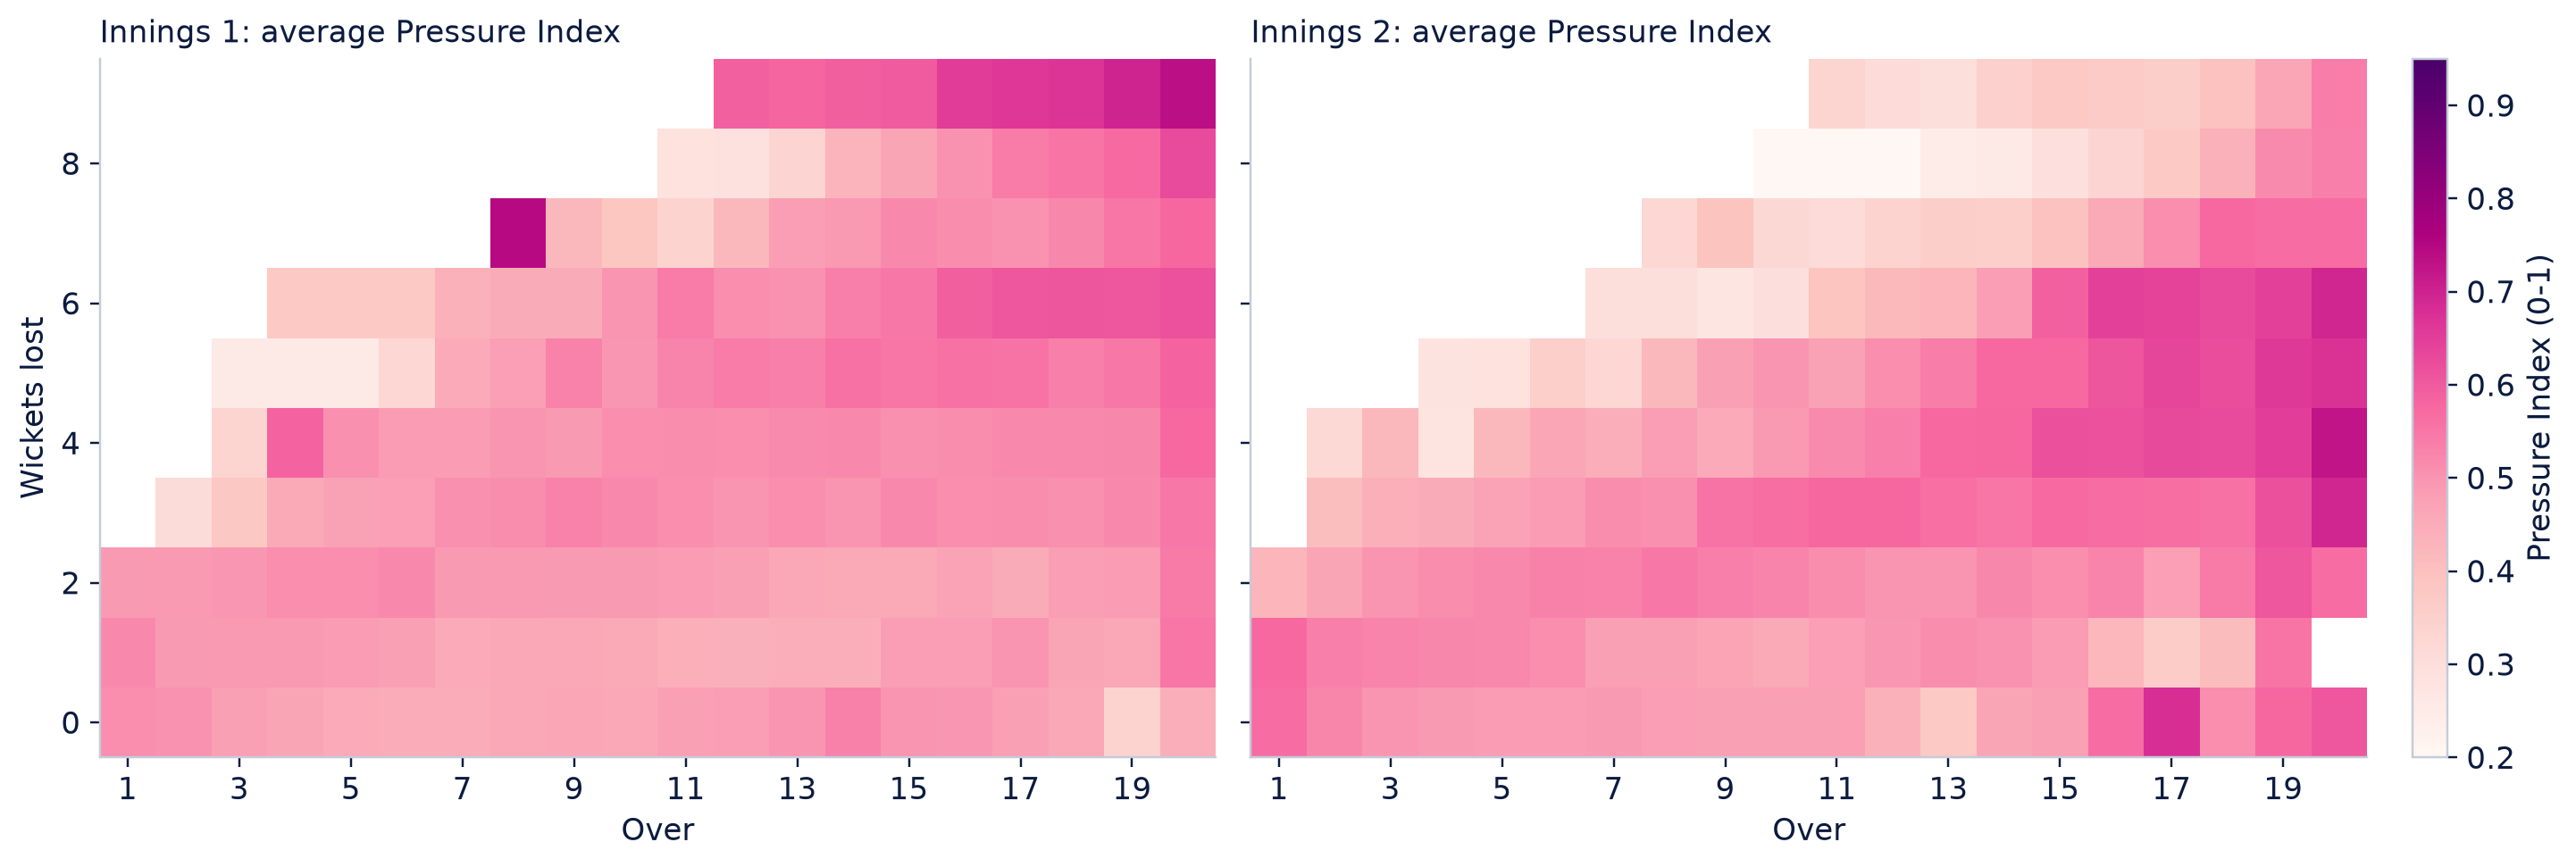 Innings 1: average Pressure Index
Innings 2: average Pressure Index
Wickets lost
8
6
4
2
0
1 3 5 7 9 11 13 15 17 19
Over
1 3 5 7 9 11 13 15 17 19
Over
0.9
0.8
0.7
0.6
0.5
0.4
0.3
0.2
Pressure Index (0-1)